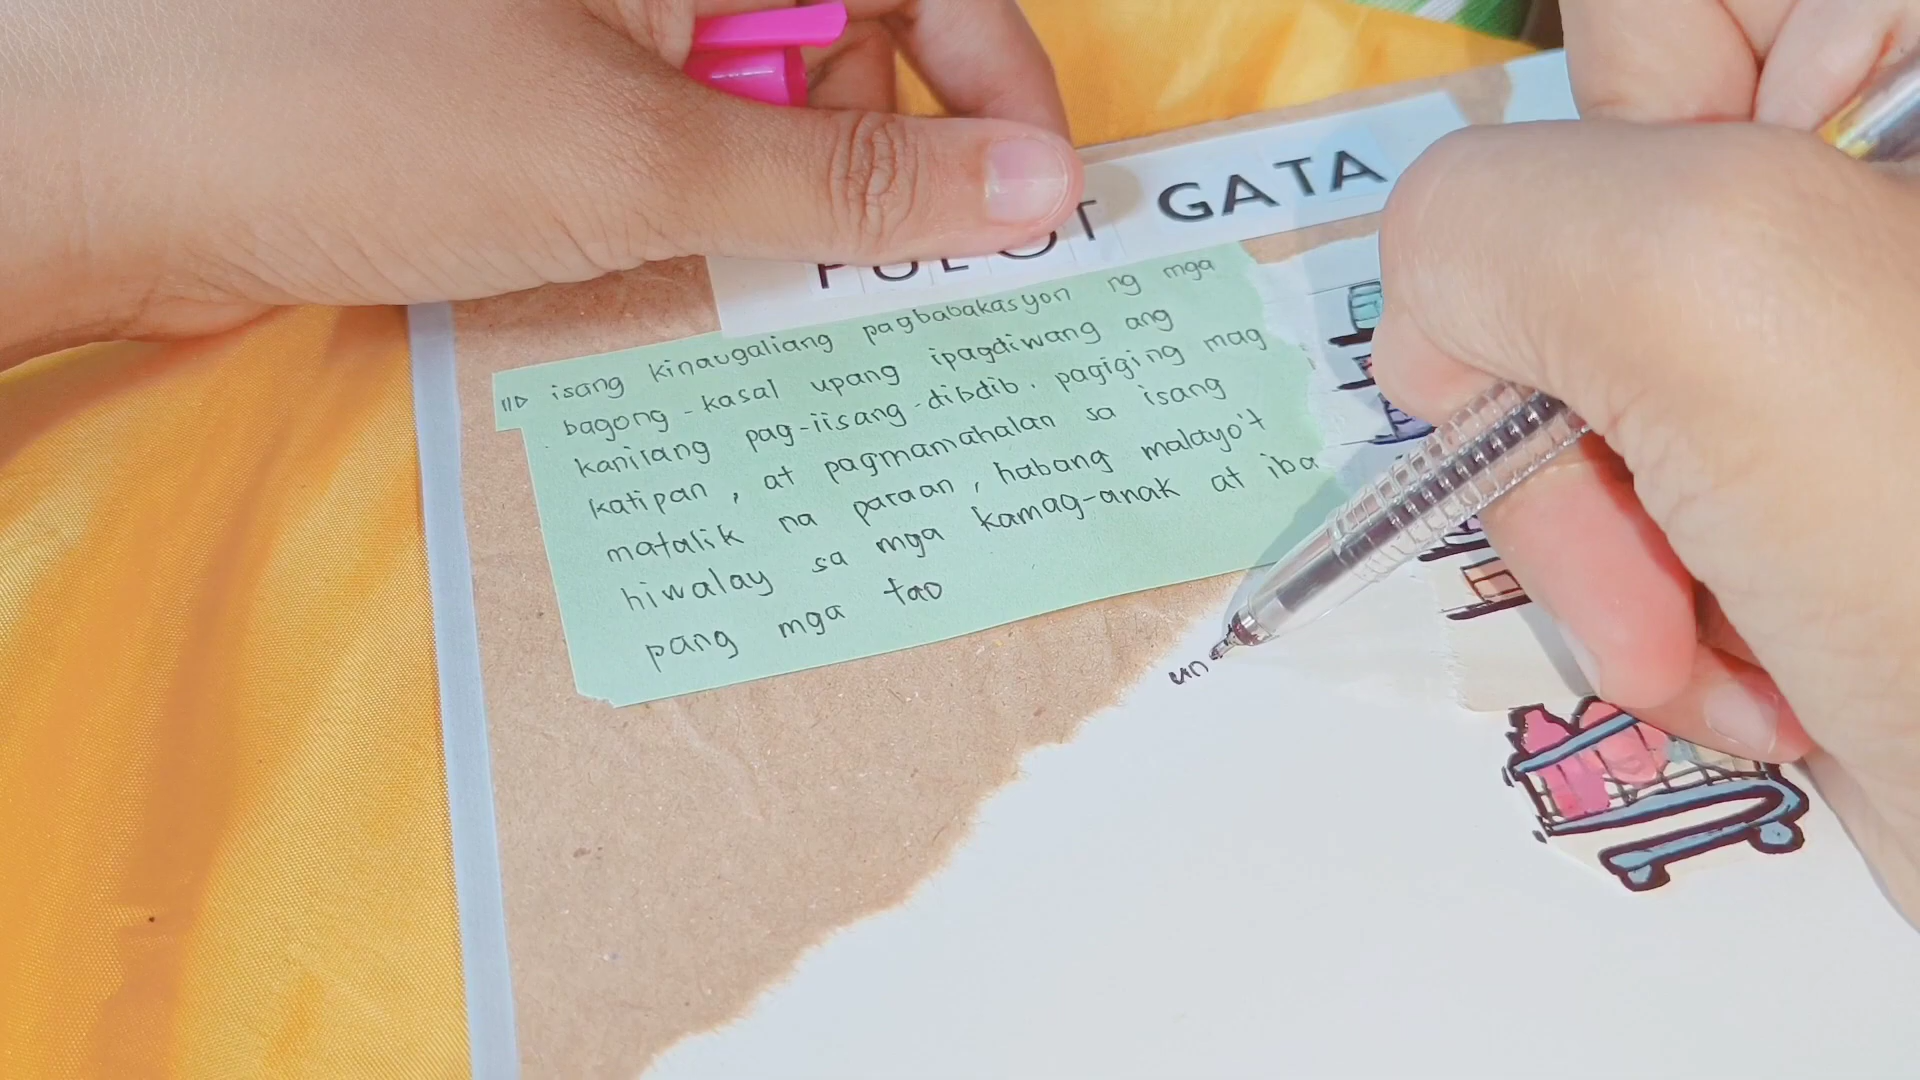 PULOT GATA
isang kinaugaliang pagbabakasyon ng mga
bagong-kasal upang ipagdiwang ang
kanilang pag-iisang-dibdib, pagiging mag
katipan, at pagmamahalan sa isang
matalik na paraan, habang malayo't
hiwalay sa mga kamag-anak at iba
pang mga tao
un